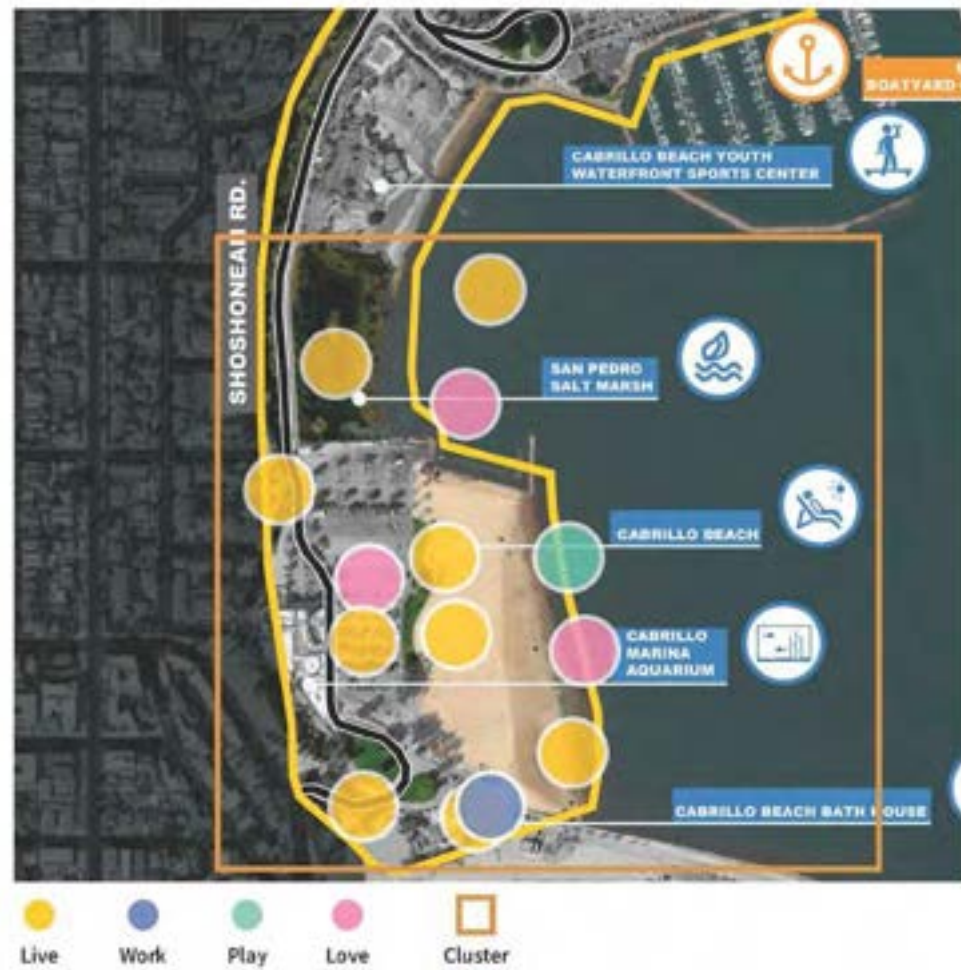 BOATYARD
CABRILLO BEACH YOUTH
WATERFRONT SPORTS CENTER
SHOSHONEAN RD.
SAN PEDRO
SALT MARSH
CABRILLO BEACH
CABRILLO
MARINA
AQUARIUM
CABRILLO BEACH BATH HOUSE
Live
Work
Play
Love
Cluster